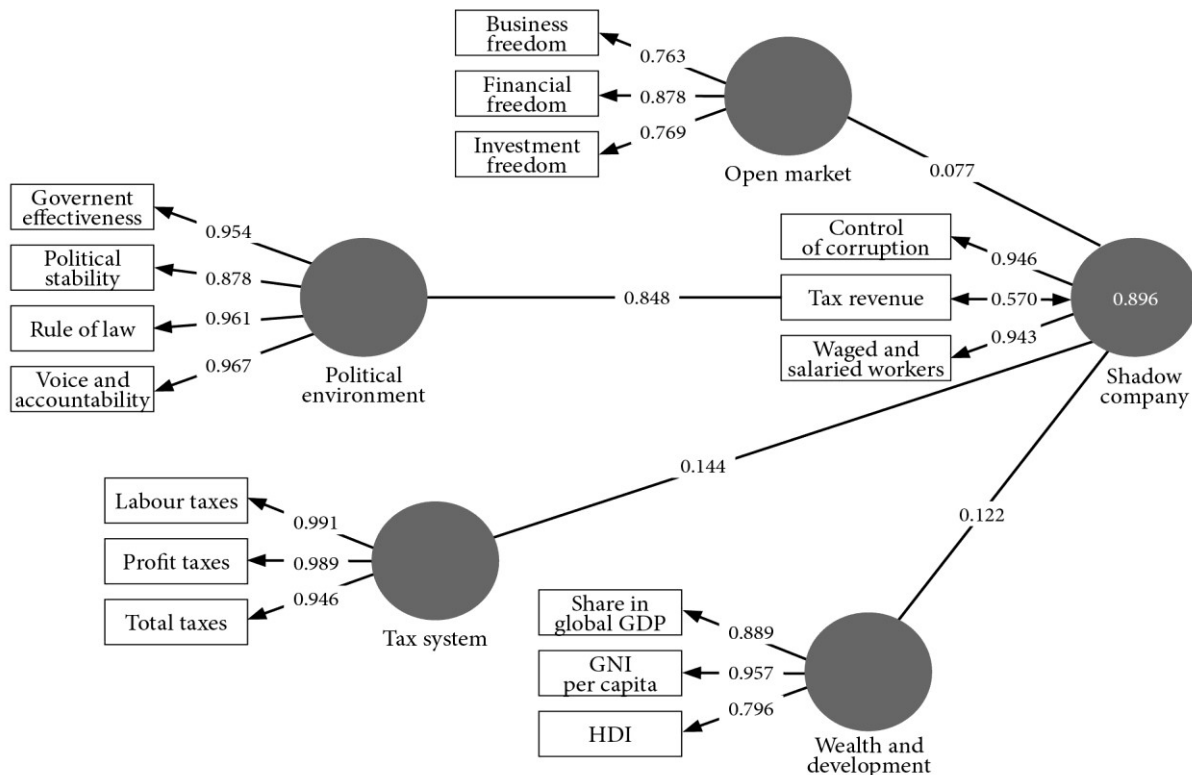 Business
freedom
0.763
Financial
freedom
0.878
Investment
freedom
0.769
Open market
0.077
Governent
effectiveness
0.954
Political
stability
0.878
Rule of law
0.961
Voice and
accountability
0.967
Political
environment
0.848
Control
of corruption
0.946
Tax revenue
0.570
Waged and
salaried workers
0.943
0.896
Shadow
company
0.144
Labour taxes
0.991
Profit taxes
0.989
Total taxes
0.946
Tax system
0.122
Share in
global GDP
0.889
GNI
per capita
0.957
HDI
0.796
Wealth and
development